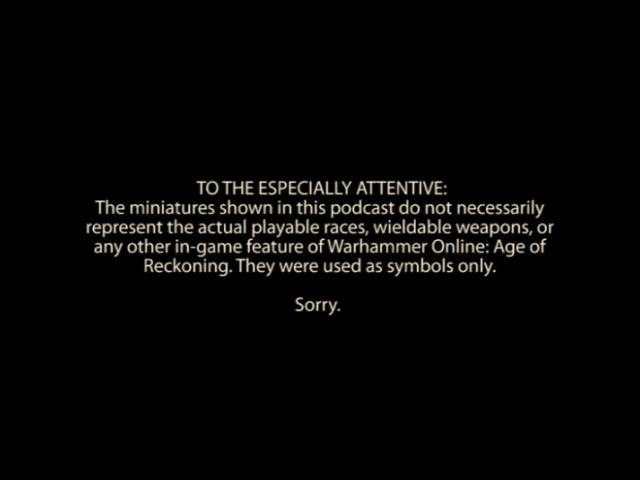 TO THE ESPECIALLY ATTENTIVE:
The miniatures shown in this podcast do not necessarily
represent the actual playable races, wieldable weapons, or
any other in-game feature of Warhammer Online: Age of
Reckoning. They were used as symbols only.
Sorry.